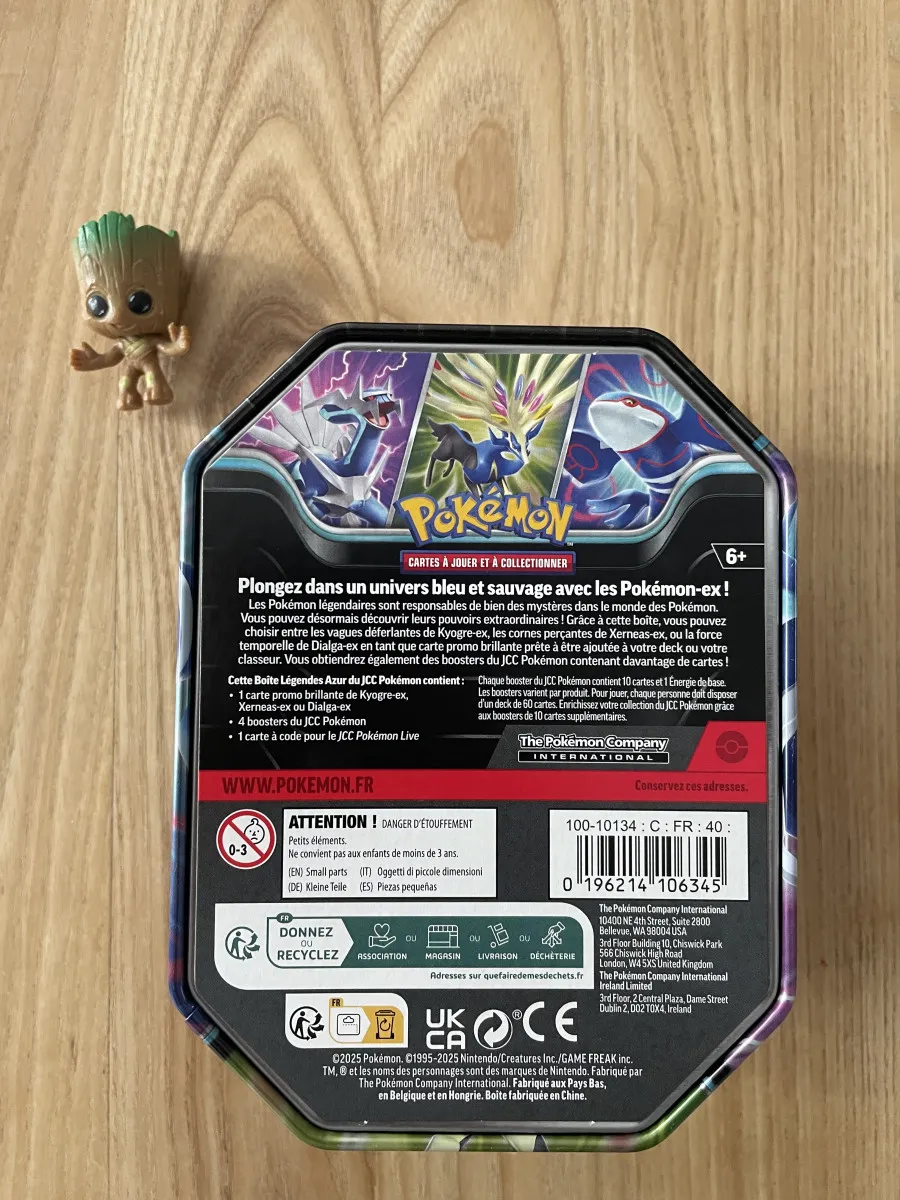 POKÉMON
CARTES À JOUER ET À COLLECTIONNER
6+
Plongez dans un univers bleu et sauvage avec les Pokémon-ex !
Les Pokémon légendaires sont responsables de bien des mystères dans le monde des Pokémon.
Vous pouvez désormais découvrir leurs pouvoirs extraordinaires ! Grâce à cette boîte, vous pouvez
choisir entre les vagues déferlantes de Kyogre-ex, les cornes perçantes de Xerneas-ex, ou la force
temporelle de Dialga-ex en tant que carte promo brillante prête à être ajoutée à votre deck ou votre
classeur. Vous obtiendrez également des boosters du JCC Pokémon contenant davantage de cartes !
Cette Boîte Légendes Azur du JCC Pokémon contient :
• 1 carte promo brillante de Kyogre-ex,
Xerneas-ex ou Dialga-ex
• 4 boosters du JCC Pokémon
• 1 carte à code pour le JCC Pokémon Live
Chaque booster du JCC Pokémon contient 10 cartes et 1 Énergie de base.
Les boosters varient par produit. Pour jouer, chaque personne doit disposer
d'un deck de 60 cartes. Enrichissez votre collection du JCC Pokémon grâce
aux boosters de 10 cartes supplémentaires.
The Pokémon Company
INTERNATIONAL
WWW.POKEMON.FR
Conservez ces adresses.
0-3
ATTENTION ! DANGER D'ÉTOUFFEMENT
Petits éléments.
Ne convient pas aux enfants de moins de 3 ans.
(EN) Small parts (IT) Oggetti di piccole dimensioni
(DE) Kleine Teile (ES) Piezas pequeñas
100-10134 : C : FR : 40 :
0 196214 106345
FR
DONNEZ
OU
RECYCLEZ
ASSOCIATION OU MAGASIN OU LIVRAISON OU DÉCHÈTERIE
Adresses sur quefairedemesdechets.fr
The Pokémon Company International
10400 NE 4th Street, Suite 2800
Bellevue, WA 98004 USA
3rd Floor Building 10, Chiswick Park
566 Chiswick High Road
London, W4 5XS United Kingdom
The Pokémon Company International
Ireland Limited
3rd Floor, 2 Central Plaza, Dame Street
Dublin 2, D02 T0X4, Ireland
FR
UK
CA
® CE
©2025 Pokémon. ©1995-2025 Nintendo/Creatures Inc./GAME FREAK inc.
TM, ® et les noms des personnages sont des marques de Nintendo. Fabriqué par
The Pokémon Company International. Fabriqué aux Pays Bas,
en Belgique et en Hongrie. Boîte fabriquée en Chine.